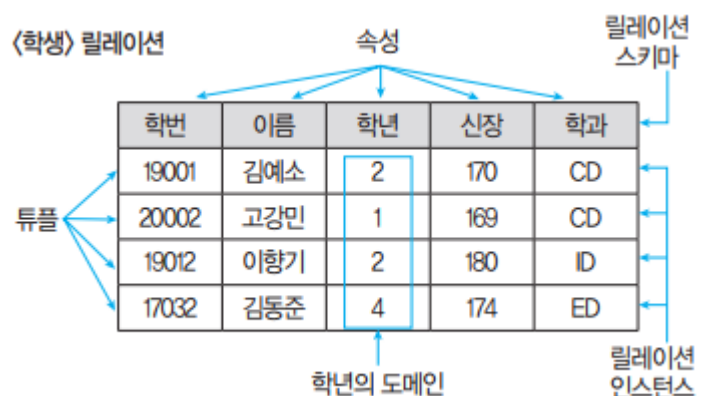 〈학생〉 릴레이션
속성
릴레이션
스키마
학번 이름 학년 신장 학과
19001 김예소 2 170 CD
20002 고강민 1 169 CD
19012 이향기 2 180 ID
17032 김동준 4 174 ED
튜플
학년의 도메인
릴레이션
인스턴스